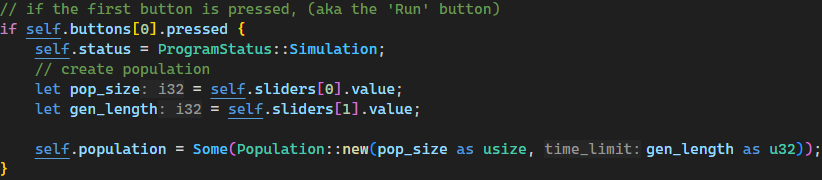 // if the first button is pressed, (aka the 'Run' button)
if self.buttons[0].pressed {
    self.status = ProgramStatus::Simulation;
    // create population
    let pop_size: i32 = self.sliders[0].value;
    let gen_length: i32 = self.sliders[1].value;

    self.population = Some(Population::new(pop_size as usize, time_limit: gen_length as u32));
}